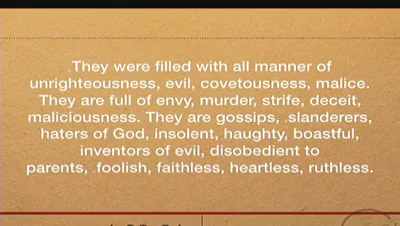 .They were filled with all manner of
unrighteousness, evil, covetousness, malice.
They are full of envy, murder, strife, deceit,
maliciousness. They are gossips, .slanderers,
haters of God, insolent, haughty, boastful,
inventors of evil, disobedient to
parents, .foolish, faithless, heartless, ruthless.